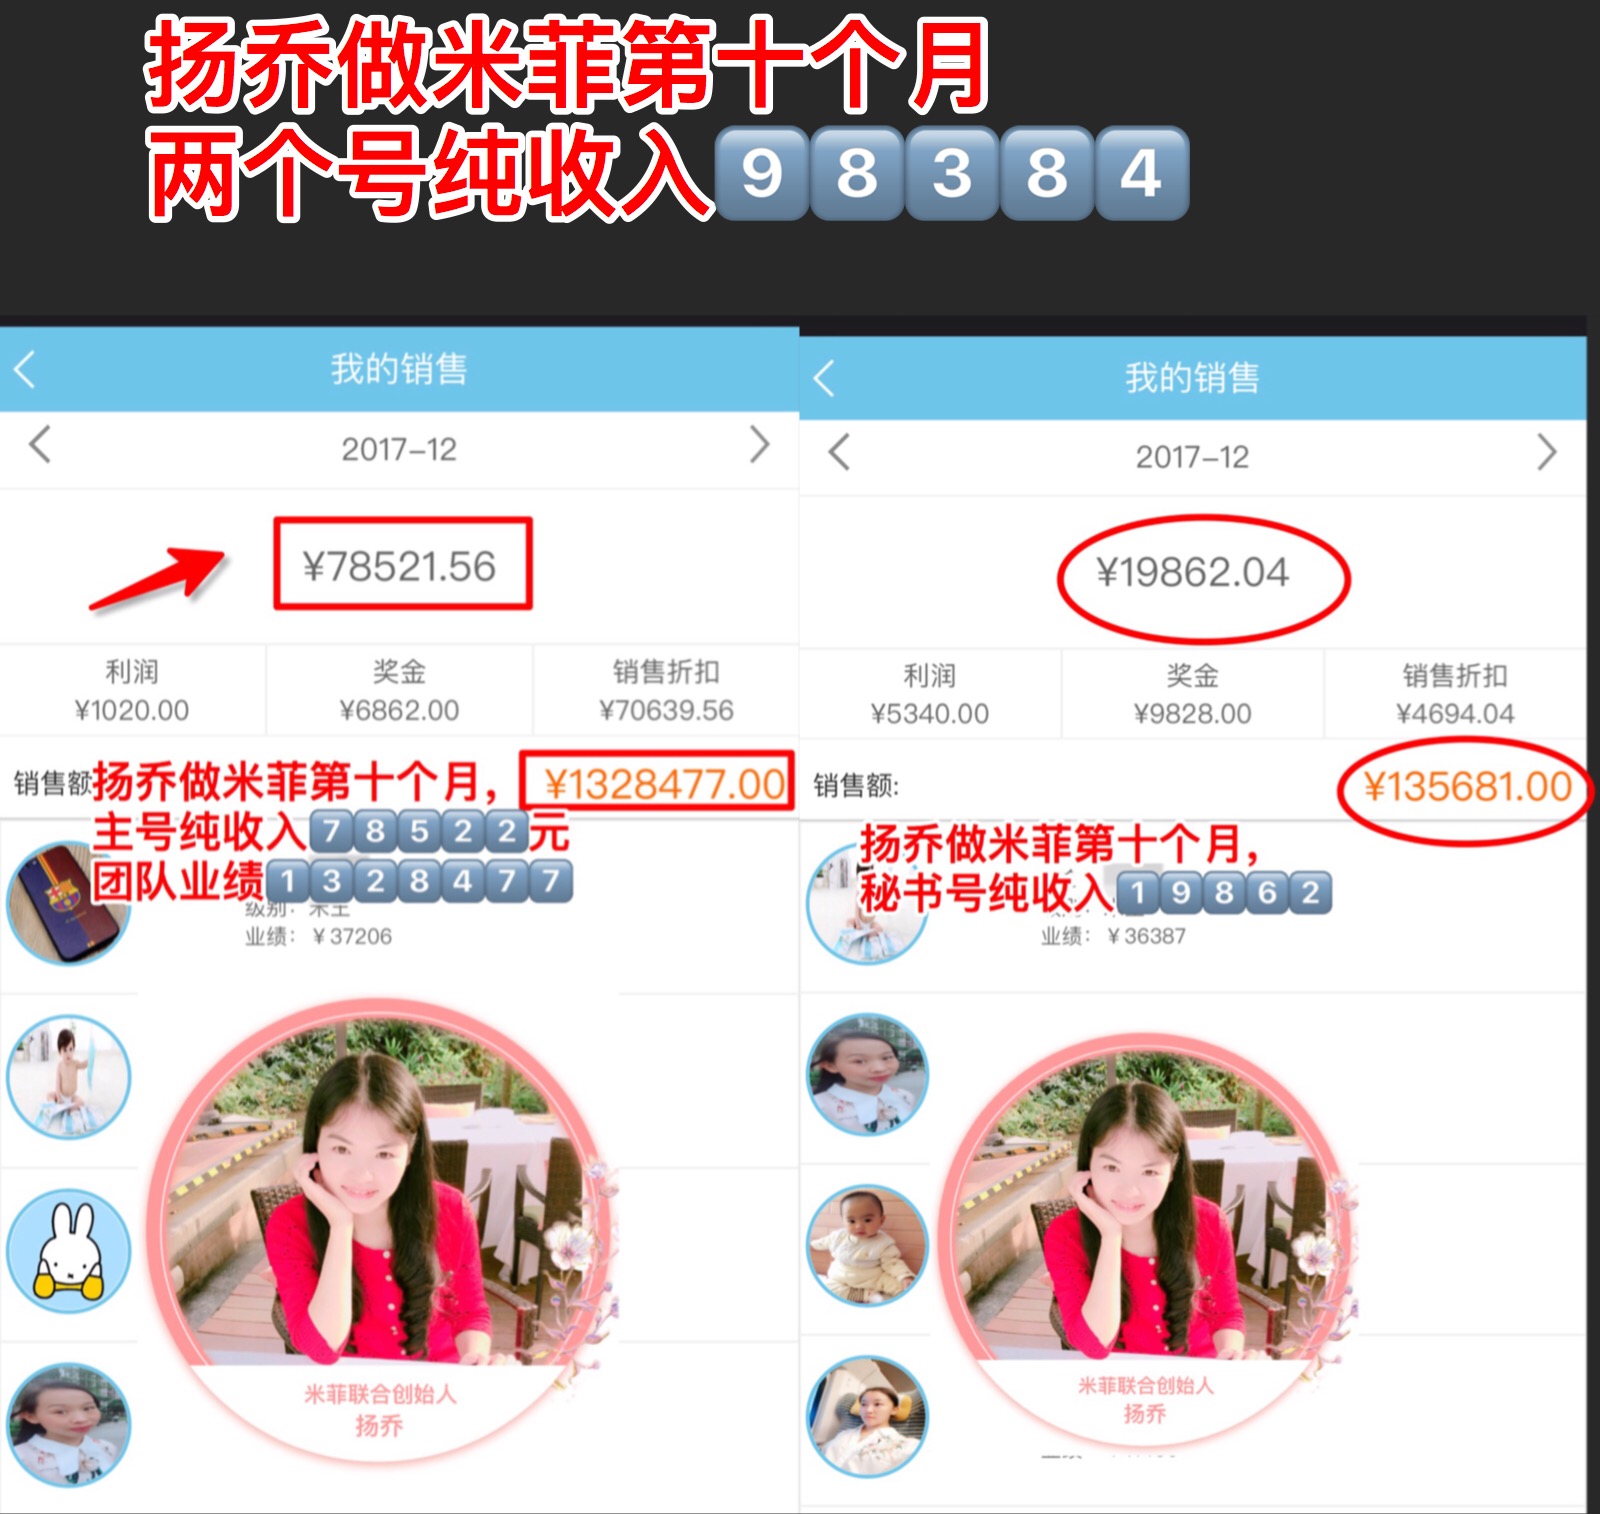 扬乔做米菲第十个月
两个号纯收入98384
我的销售
2017-12
¥78521.56
利润
奖金
销售折扣
¥1020.00
¥6862.00
¥70639.56
销售额
¥1328477.00
扬乔做米菲第十个月,
主号纯收入78522元
团队业绩1328477
业绩: ¥37206
米菲联合创始人
扬乔
我的销售
2017-12
¥19862.04
利润
奖金
销售折扣
¥5340.00
¥9828.00
¥4694.04
销售额:
¥135681.00
扬乔做米菲第十个月,
秘书号纯收入19862
业绩: ¥36387
米菲联合创始人
扬乔